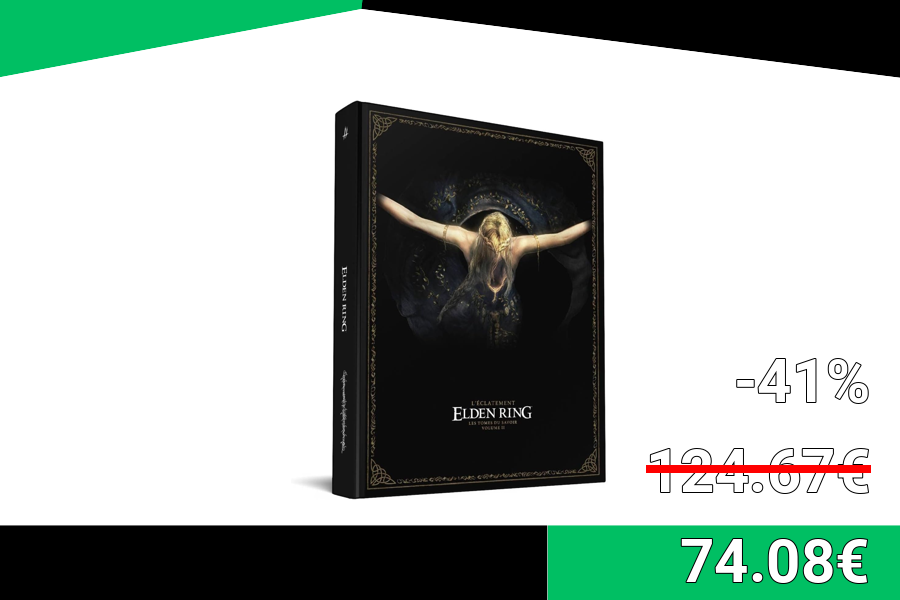 ELDEN RING
L'ÉCLATEMENT
ELDEN RING
LES TOMES DU SAVOIR
VOLUME II
-41%
124.67€
74.08€